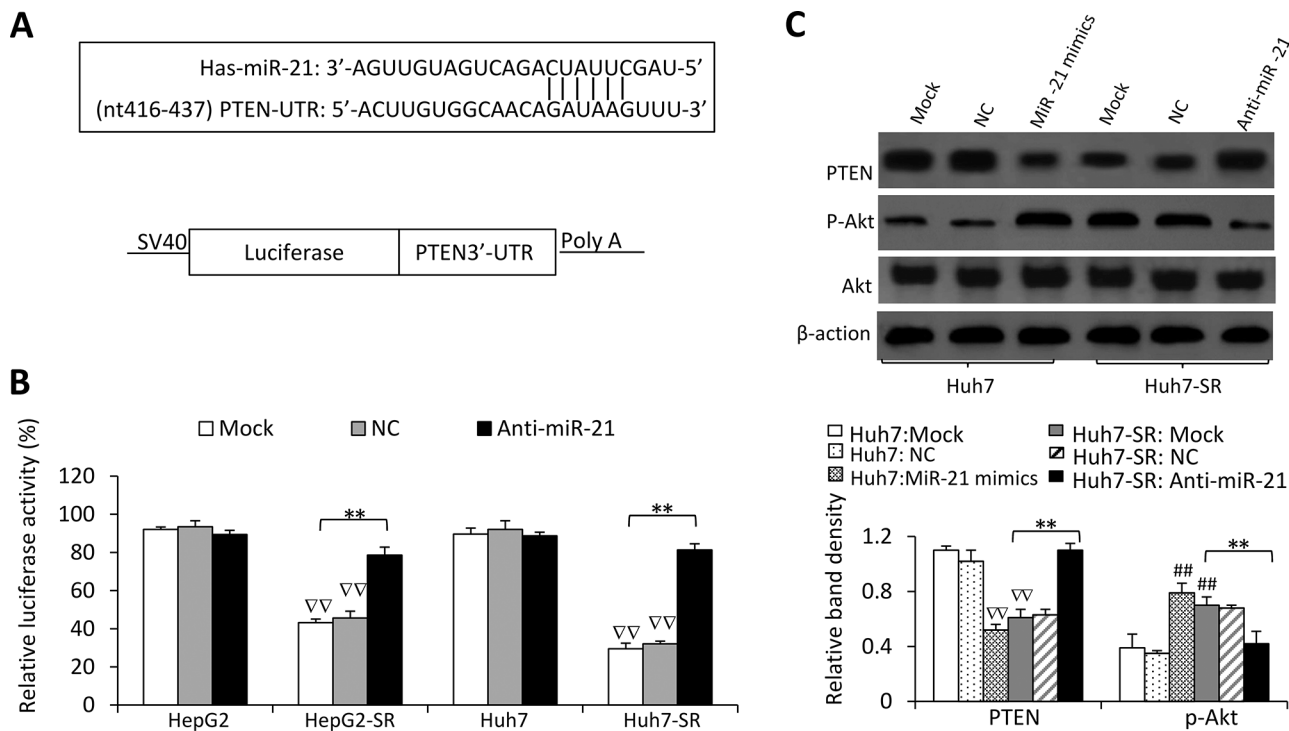 A
Has-miR-21: 3’-AGUUGUAGUCAGACUAUUCGAU-5’
(nt416-437) PTEN-UTR: 5’-ACUUGUGGCAACAGAUAAGUUU-3’
SV40
Luciferase
PTEN3’-UTR
Poly A
B
Mock
NC
Anti-miR-21
Relative luciferase activity (%)
120
100
80
60
40
20
0
**
**
▽▽
▽▽
▽▽
▽▽
HepG2
HepG2-SR
Huh7
Huh7-SR
C
Mock
NC
MiR -21 mimics
Mock
NC
Anti-miR -21
PTEN
P-Akt
Akt
β-action
Huh7
Huh7-SR
Huh7:Mock
Huh7: NC
Huh7:MiR-21 mimics
Huh7-SR: Mock
Huh7-SR: NC
Huh7-SR: Anti-miR-21
Relative band density
1.2
0.8
0.4
0
**
**
▽▽
▽▽
##
##
PTEN
p-Akt